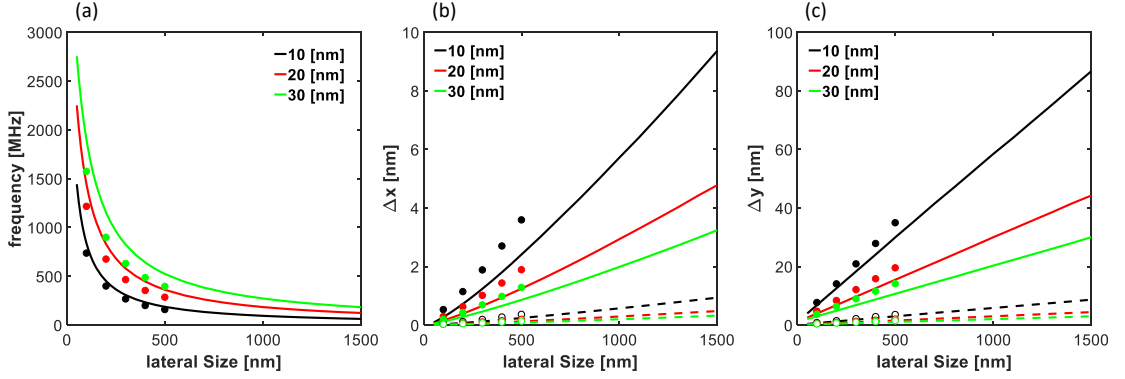 (a)
3000
2500
2000
1500
1000
500
0
0 500 1000 1500
frequency [MHz]
lateral Size [nm]
10 [nm]
20 [nm]
30 [nm]
(b)
10
8
6
4
2
0
0 500 1000 1500
Δx [nm]
lateral Size [nm]
10 [nm]
20 [nm]
30 [nm]
(c)
100
80
60
40
20
0
0 500 1000 1500
Δy [nm]
lateral Size [nm]
10 [nm]
20 [nm]
30 [nm]